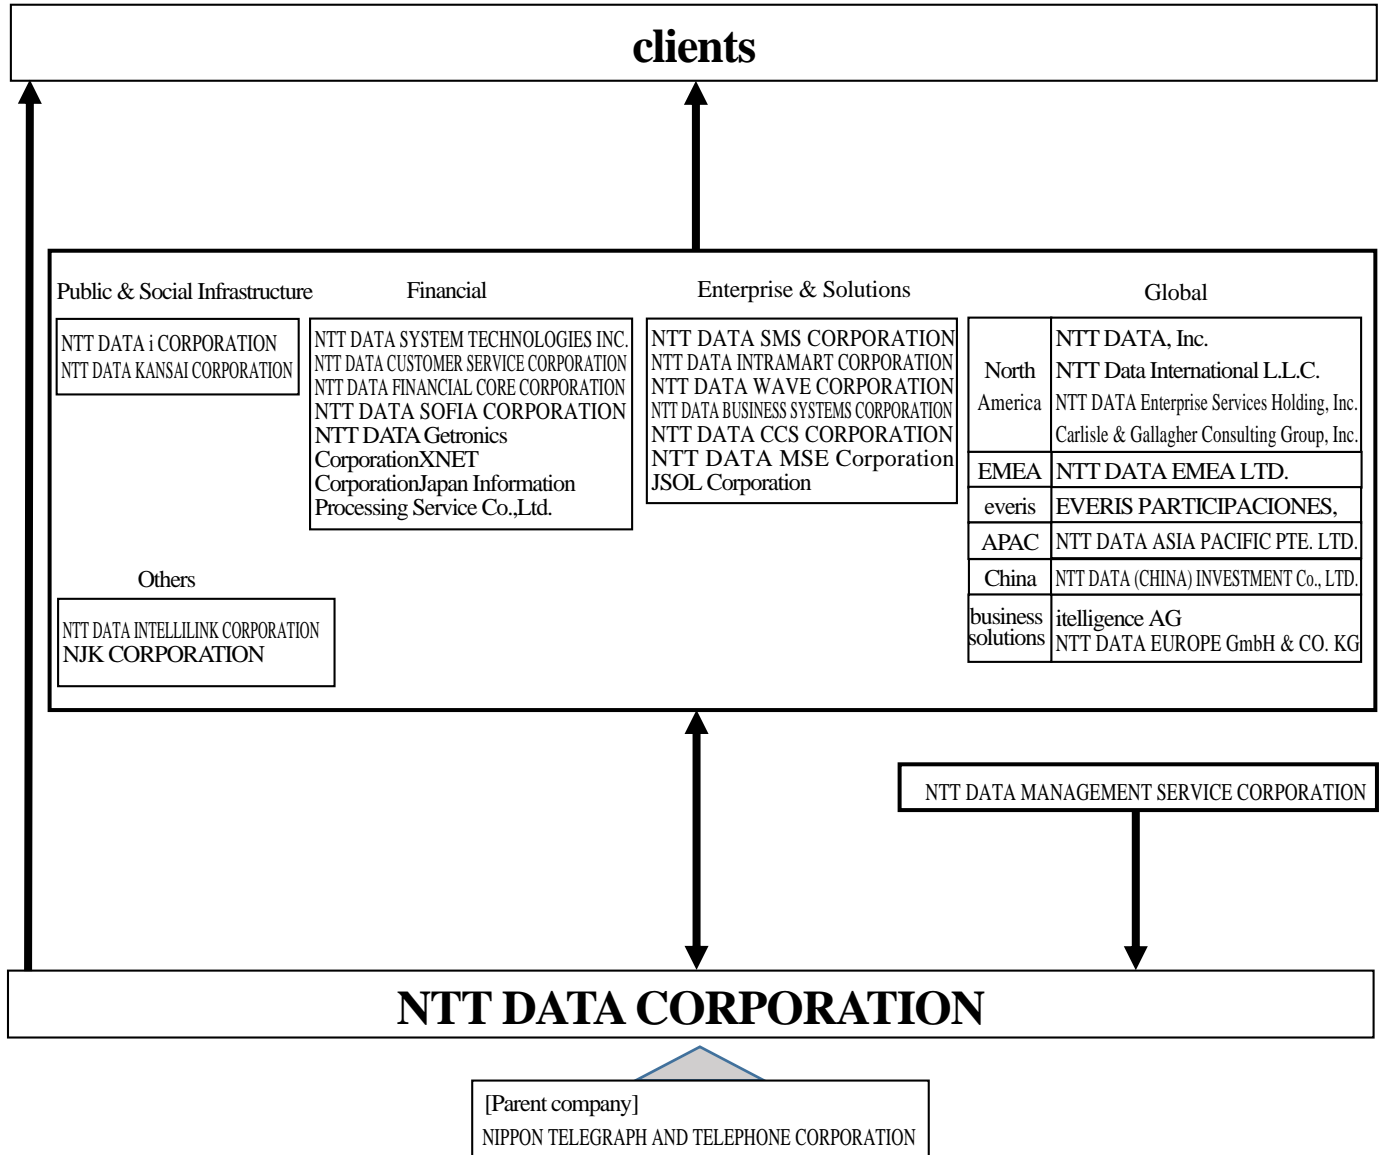 clients
Public & Social Infrastructure
NTT DATA i CORPORATION
NTT DATA KANSAI CORPORATION
Financial
NTT DATA SYSTEM TECHNOLOGIES INC.
NTT DATA CUSTOMER SERVICE CORPORATION
NTT DATA FINANCIAL CORE CORPORATION
NTT DATA SOFIA CORPORATION
NTT DATA Getronics
CorporationXNET
CorporationJapan Information
Processing Service Co.,Ltd.
Enterprise & Solutions
NTT DATA SMS CORPORATION
NTT DATA INTRAMART CORPORATION
NTT DATA WAVE CORPORATION
NTT DATA BUSINESS SYSTEMS CORPORATION
NTT DATA CCS CORPORATION
NTT DATA MSE Corporation
JSOL Corporation
Global
North
America
NTT DATA, Inc.
NTT Data International L.L.C.
NTT DATA Enterprise Services Holding, Inc.
Carlisle & Gallagher Consulting Group, Inc.
EMEA
NTT DATA EMEA LTD.
everis
EVERIS PARTICIPACIONES,
APAC
NTT DATA ASIA PACIFIC PTE. LTD.
China
NTT DATA (CHINA) INVESTMENT Co., LTD.
business
solutions
itelligence AG
NTT DATA EUROPE GmbH & CO. KG
Others
NTT DATA INTELLILINK CORPORATION
NJK CORPORATION
NTT DATA MANAGEMENT SERVICE CORPORATION
NTT DATA CORPORATION
[Parent company]
NIPPON TELEGRAPH AND TELEPHONE CORPORATION